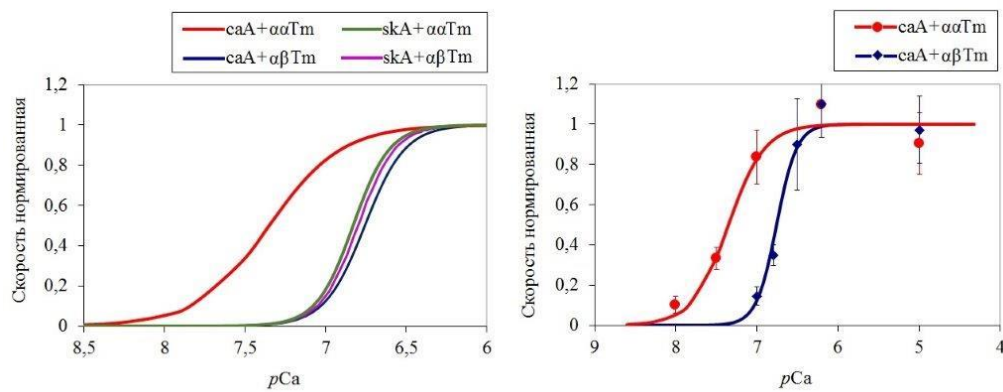 caA+ααTm skA+ααTm
caA+αβTm skA+αβTm
Скорость нормированная
1,2
1
0,8
0,6
0,4
0,2
0
8,5 8 7,5 7 6,5 6
pCa
caA+ααTm
caA+αβTm
Скорость нормированная
1,2
1
0,8
0,6
0,4
0,2
0
9 8 7 6 5 4
pCa